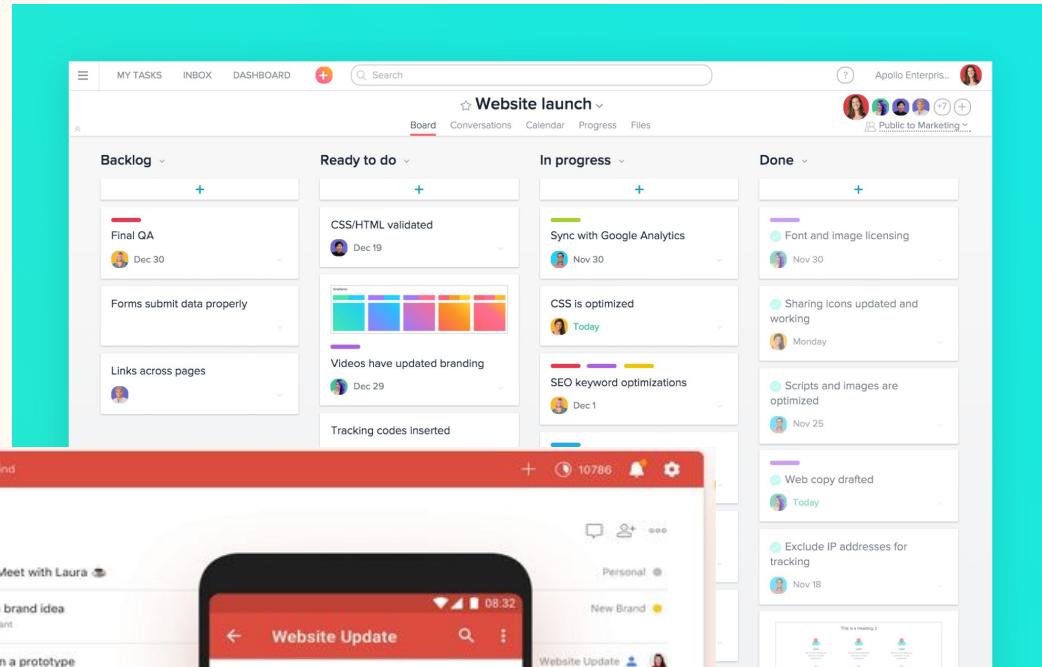 MY TASKS INBOX DASHBOARD + Search ? Apollo Enterpris...
Website launch
+7 +
Board Conversations Calendar Progress Files
Public to Marketing
Backlog
+
Final QA
Dec 30
Forms submit data properly
Links across pages
Ready to do
+
CSS/HTML validated
Dec 19
Videos have updated branding
Dec 29
Tracking codes inserted
In progress
+
Sync with Google Analytics
Nov 30
CSS is optimized
Today
SEO keyword optimizations
Dec 1
Done
+
Font and image licensing
Nov 30
Sharing icons updated and
working
Monday
Scripts and images are
optimized
Nov 25
Web copy drafted
Today
Exclude IP addresses for
tracking
Nov 18
This is a Heading 2
+ 10786
Meet with Laura
Personal
brand idea
New Brand
a prototype
Website Update
08:32
Website Update